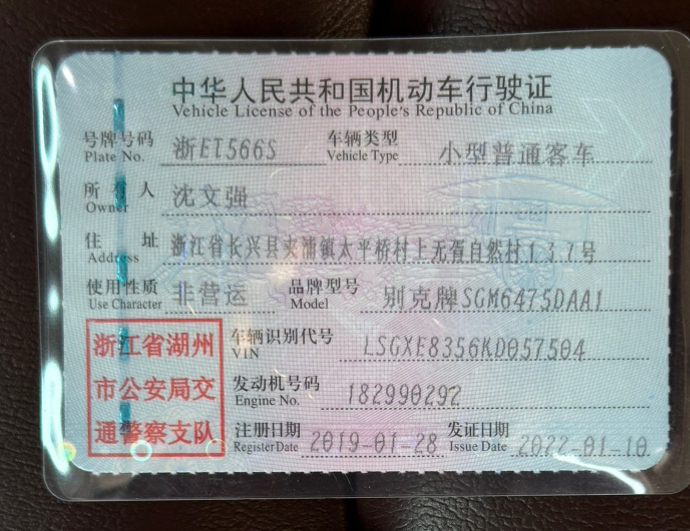 中华人民共和国机动车行驶证
Vehicle License of the People's Republic of China
号牌号码 浙ET566S 车辆类型 小型普通客车
Plate No. Vehicle Type
所有人 沈文强
Owner
住址 浙江省长兴县夹浦镇太平桥村上无胥自然村137号
Address
使用性质 非营运 品牌型号 别克牌SGM6475DAA1
Use Character Model
浙江省湖州
市公安局交
通警察支队
车辆识别代号 LSGXE8356KD057504
VIN
发动机号码 182990292
Engine No.
注册日期 2019-01-28 发证日期 2022-01-10
Register Date Issue Date